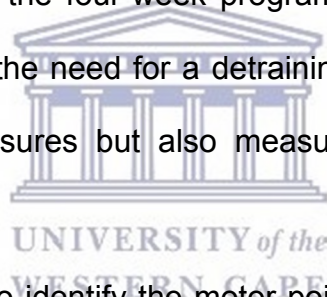 the four week program
the need for a detrainin
sures but also measu
UNIVERSITY of the
WESTERN CAPE
e identify the motor poi